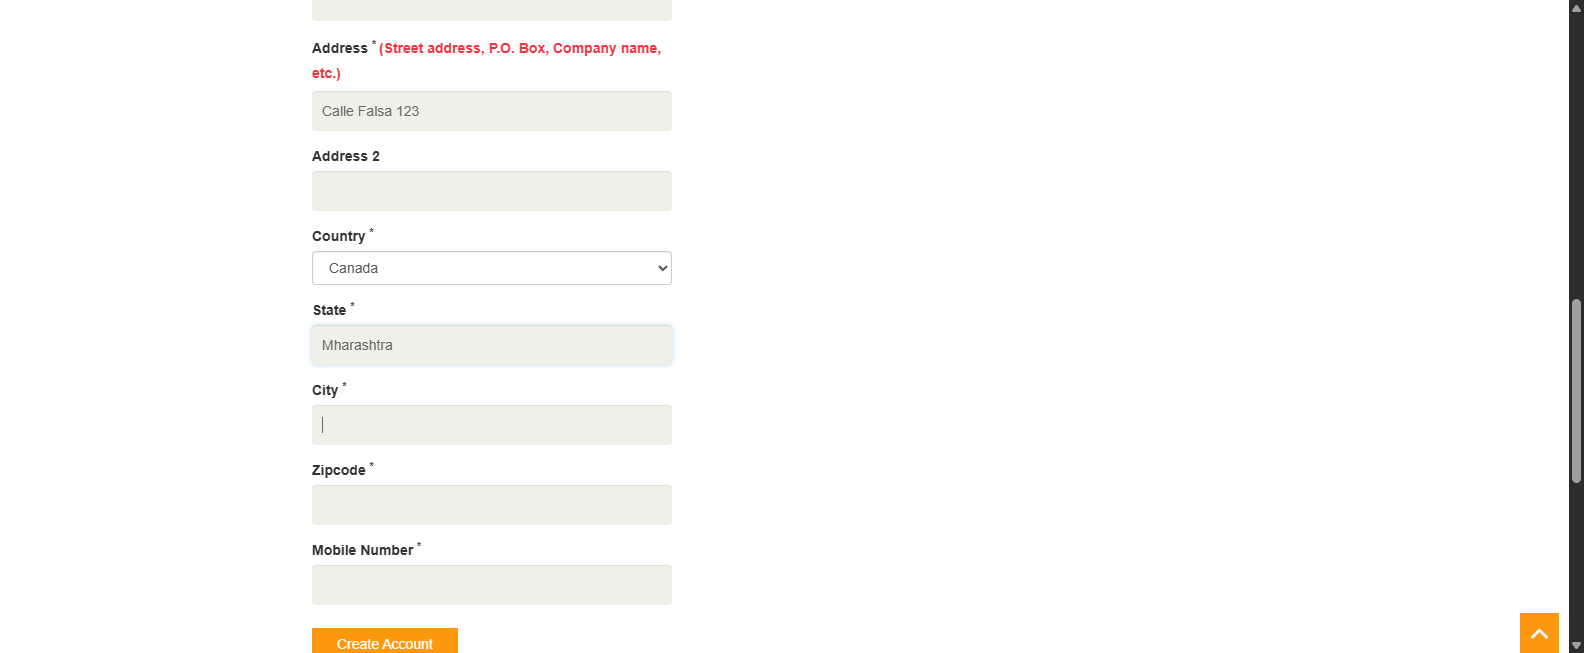 Address * (Street address, P.O. Box, Company name,
etc.)
Calle Falsa 123
Address 2
Country *
Canada
State *
Mharashtra
City *
Zipcode *
Mobile Number *
Create Account